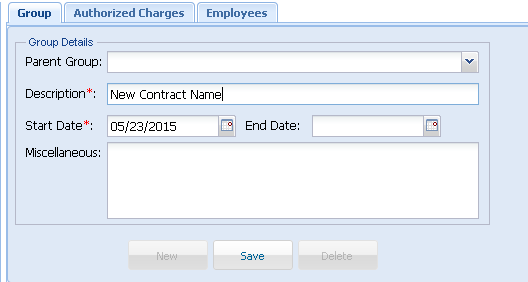 Group Authorized Charges Employees
Group Details
Parent Group:
Description*: New Contract Name
Start Date*: 05/23/2015 End Date:
Miscellaneous:
New Save Delete